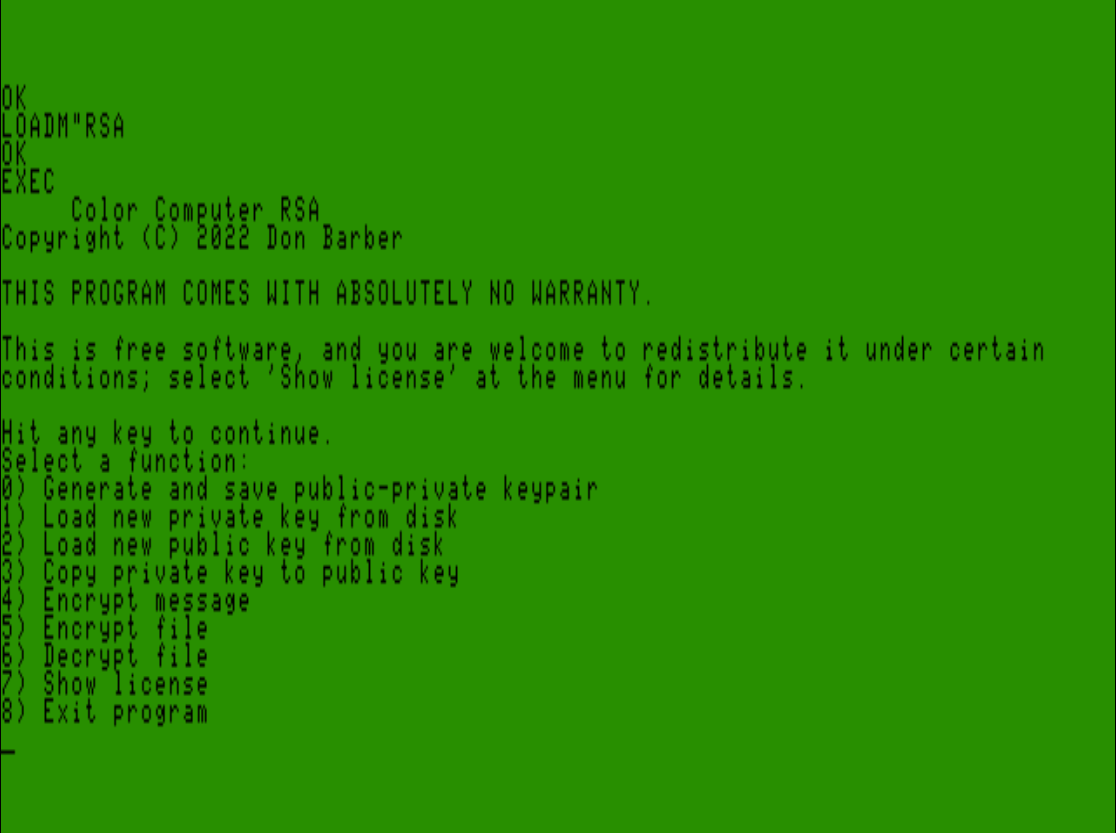 OK
LOADM"RSA
OK
EXEC
Color Computer RSA
Copyright (C) 2022 Don Barber
THIS PROGRAM COMES WITH ABSOLUTELY NO WARRANTY.
This is free software, and you are welcome to redistribute it under certain
conditions; select 'Show license' at the menu for details.
Hit any key to continue.
Select a function:
0) Generate and save public-private keypair
1) Load new private key from disk
2) Load new public key from disk
3) Copy private key to public key
4) Encrypt message
5) Encrypt file
6) Decrypt file
7) Show license
8) Exit program